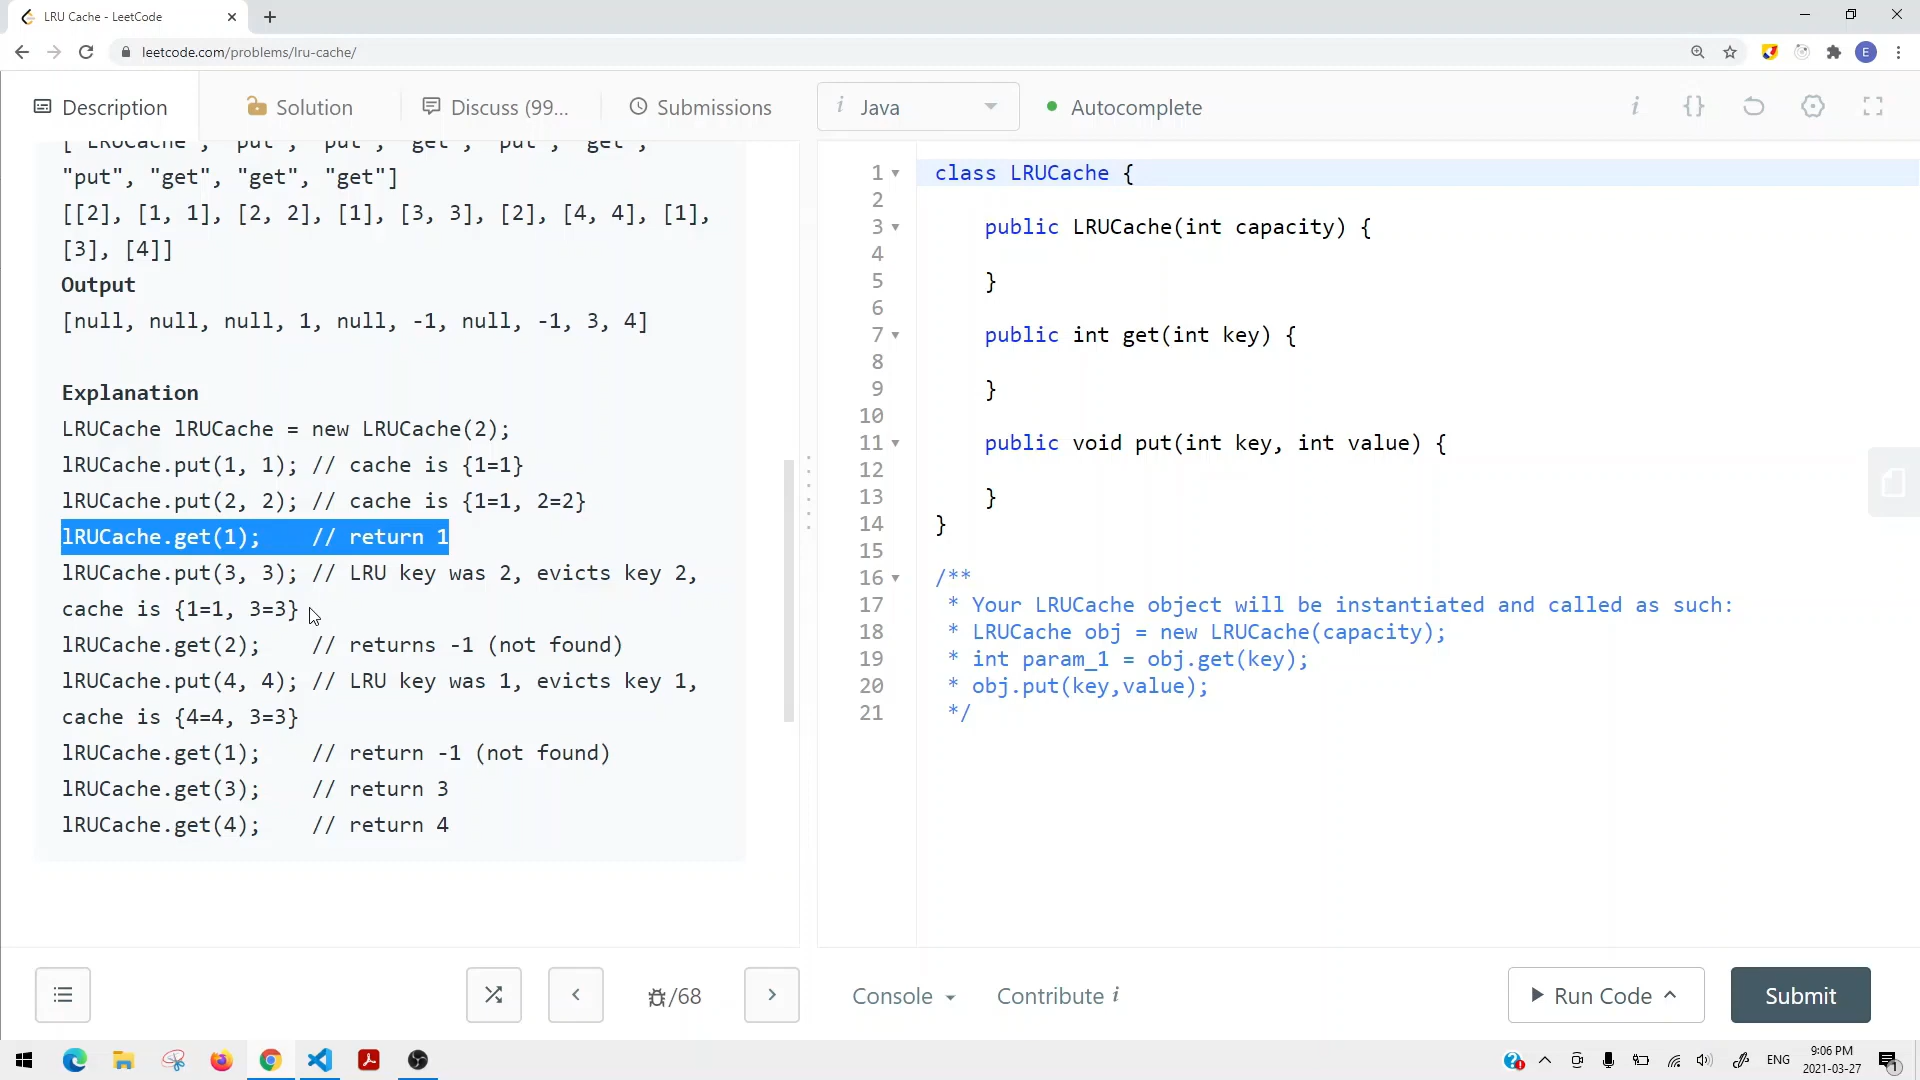 LRU Cache - LeetCode
leetcode.com/problems/lru-cache/
E
Description
Solution
Discuss (99...
Submissions
i Java
Autocomplete
["LRUCache", "put", "put", "get", "put", "get",
"put", "get", "get", "get"]
[[2], [1, 1], [2, 2], [1], [3, 3], [2], [4, 4], [1],
[3], [4]]
Output
[null, null, null, 1, null, -1, null, -1, 3, 4]
Explanation
LRUCache lRUCache = new LRUCache(2);
lRUCache.put(1, 1); // cache is {1=1}
lRUCache.put(2, 2); // cache is {1=1, 2=2}
lRUCache.get(1);    // return 1
lRUCache.put(3, 3); // LRU key was 2, evicts key 2,
cache is {1=1, 3=3}
lRUCache.get(2);    // returns -1 (not found)
lRUCache.put(4, 4); // LRU key was 1, evicts key 1,
cache is {4=4, 3=3}
lRUCache.get(1);    // return -1 (not found)
lRUCache.get(3);    // return 3
lRUCache.get(4);    // return 4
1 class LRUCache {
2
3     public LRUCache(int capacity) {
4
5     }
6
7     public int get(int key) {
8
9     }
10
11     public void put(int key, int value) {
12
13     }
14 }
15
16 /**
17  * Your LRUCache object will be instantiated and called as such:
18  * LRUCache obj = new LRUCache(capacity);
19  * int param_1 = obj.get(key);
20  * obj.put(key,value);
21  */
/68
Console
Contribute i
Run Code
Submit
ENG
9:06 PM
2021-03-27
1